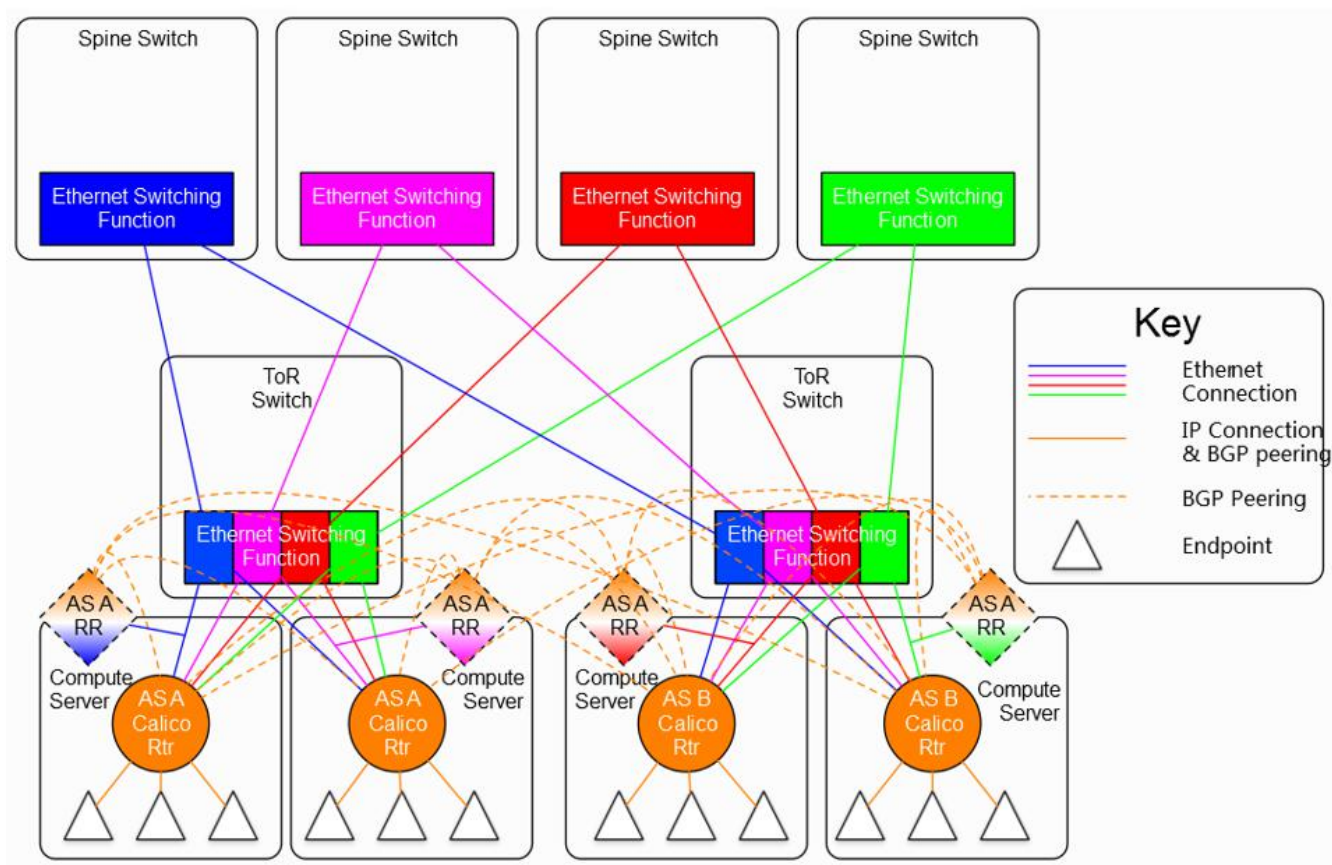 Spine Switch
Spine Switch
Spine Switch
Spine Switch
Ethernet Switching
Function
Ethernet Switching
Function
Ethernet Switching
Function
Ethernet Switching
Function
Key
Ethernet
Connection
IP Connection
& BGP peering
BGP Peering
Endpoint
ToR
Switch
ToR
Switch
Ethernet Switching
Function
Ethernet Switching
Function
AS A
RR
AS A
RR
AS A
RR
AS A
RR
Compute
Server
Compute
Server
Compute
Server
Compute
Server
AS A
Calico
Rtr
AS A
Calico
Rtr
AS B
Calico
Rtr
AS B
Calico
Rtr